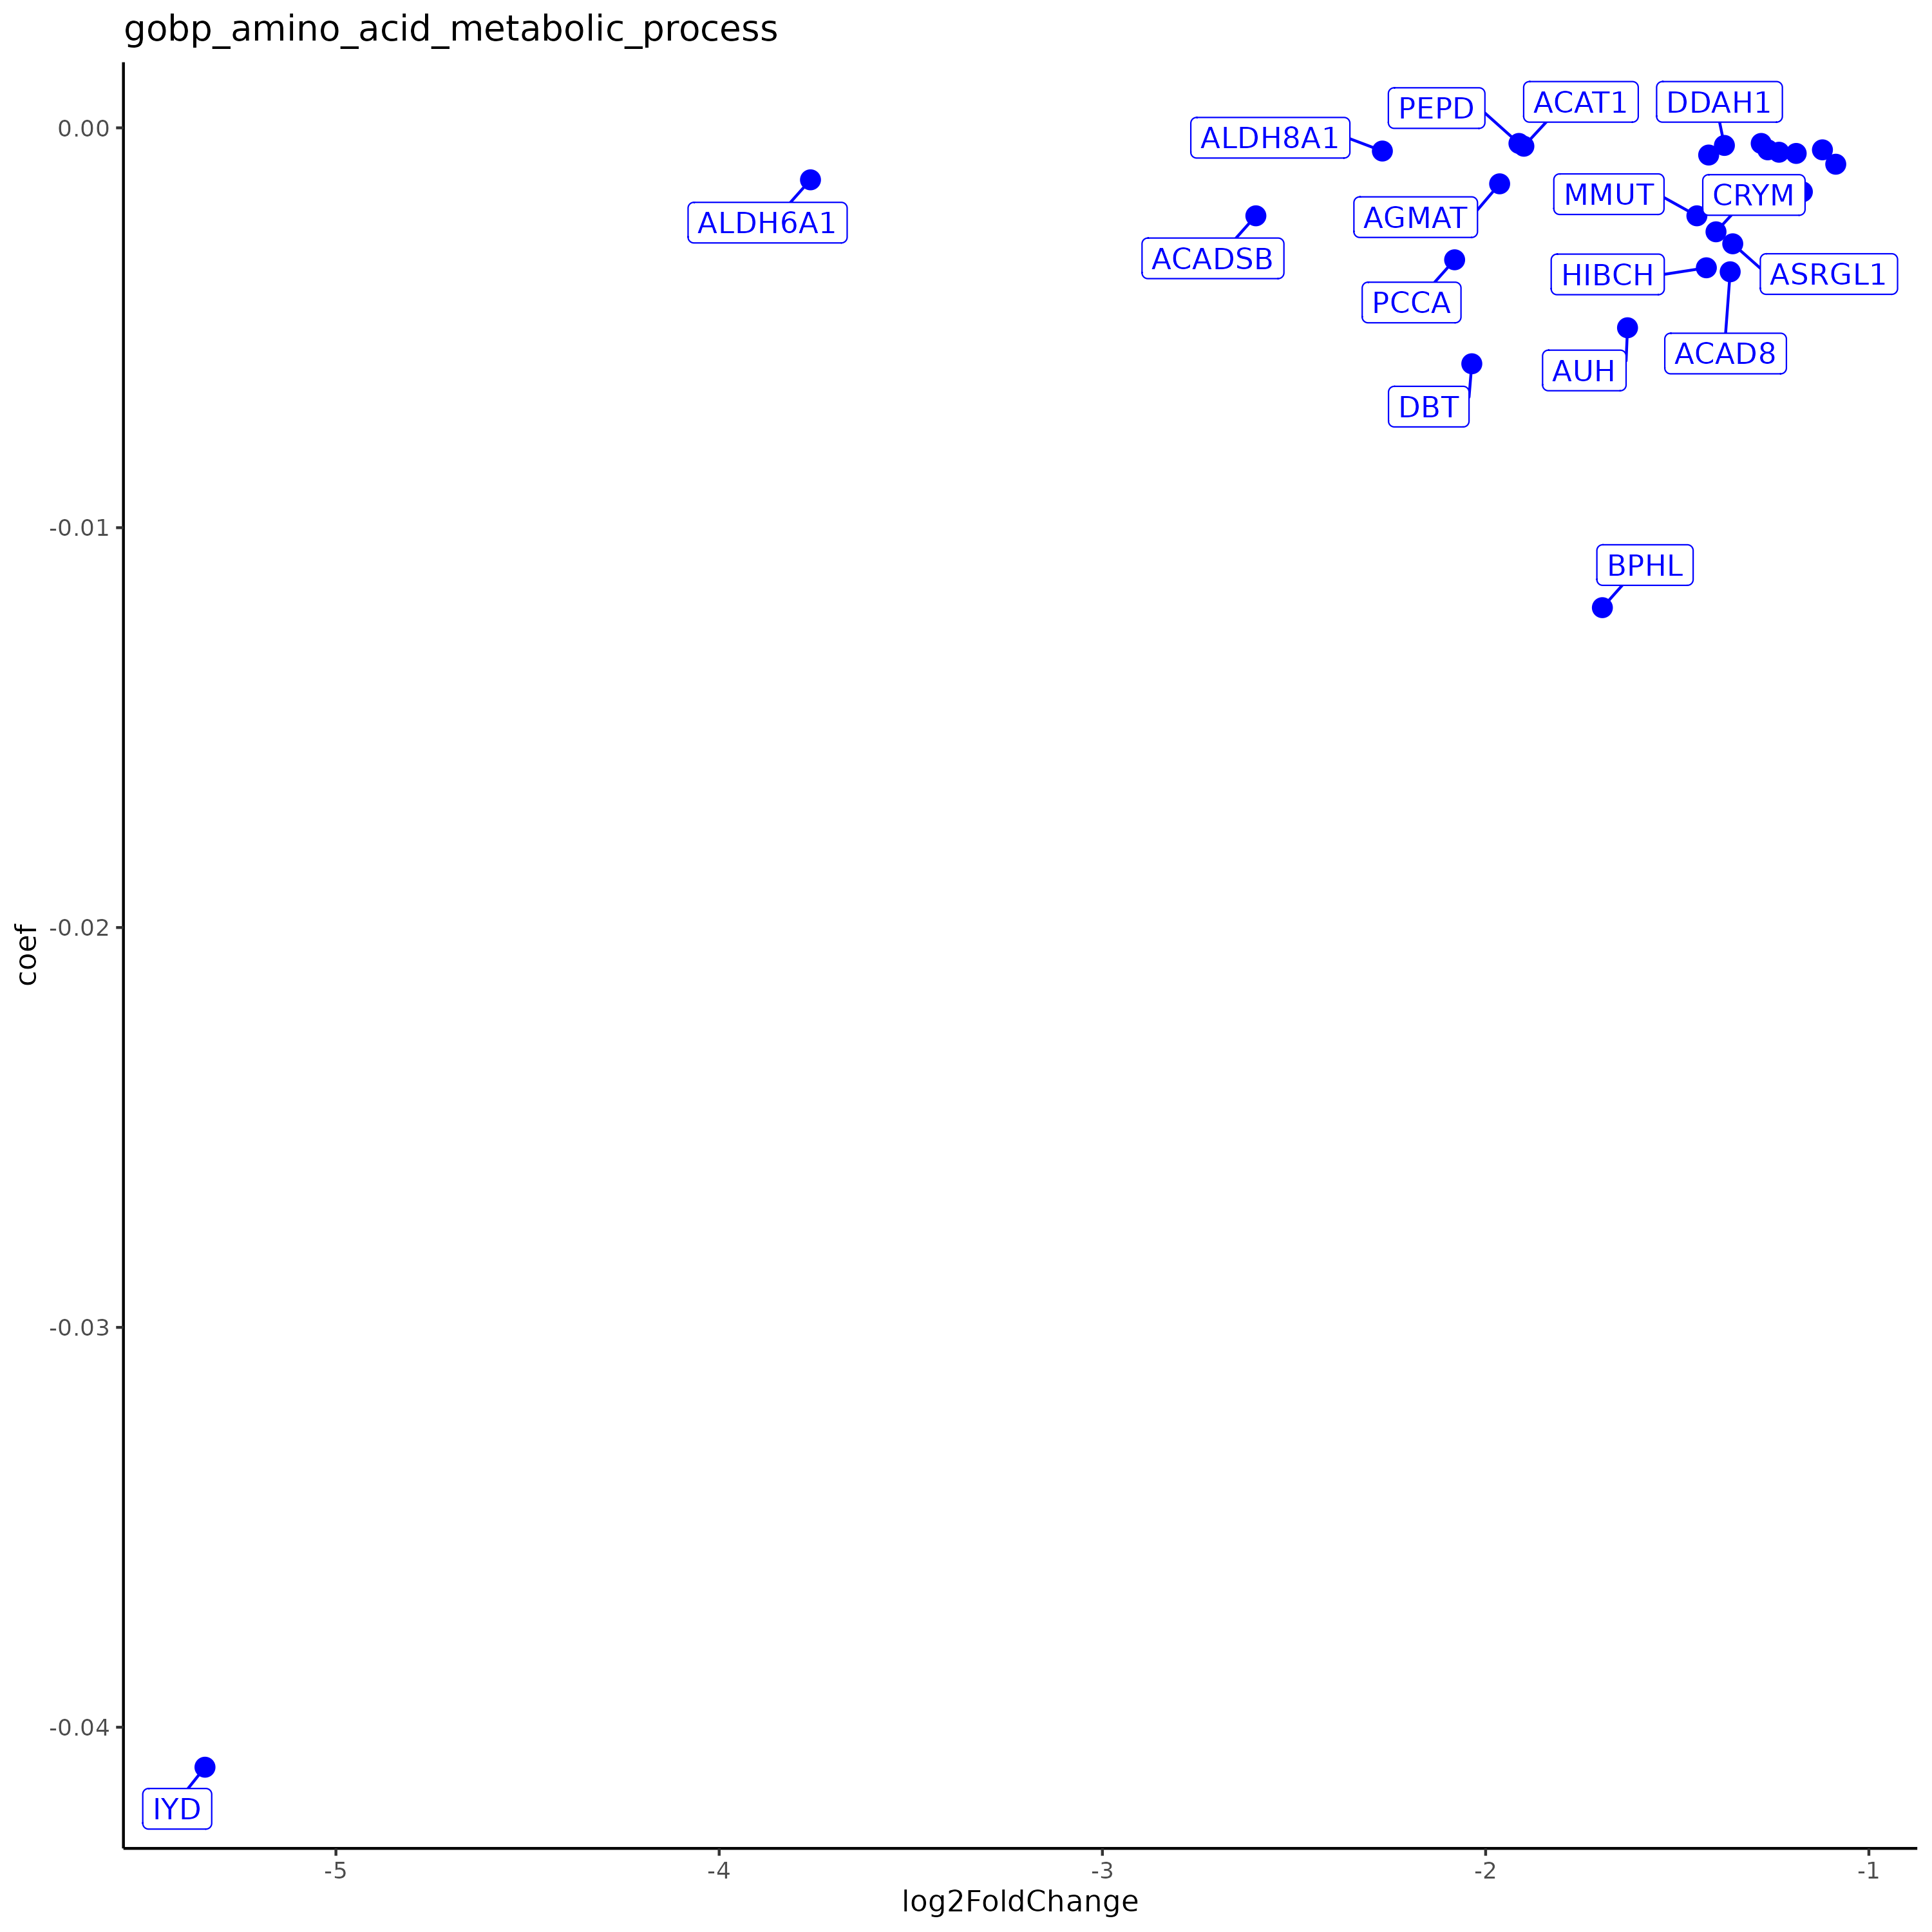 gobp_amino_acid_metabolic_process
ACAT1
DDAH1
PEPD
0.00
ALDH8A1
MMUT
CRYM
AGMAT
ALDH6A1
ACADSB
HIBCH
ASRGL1
PCCA
ACAD8
AUH
DBT
-0.01
BPHL
-0.02
coef
-0.03
-0.04
IYD
-5
-4
-3
-2
-1
log2FoldChange